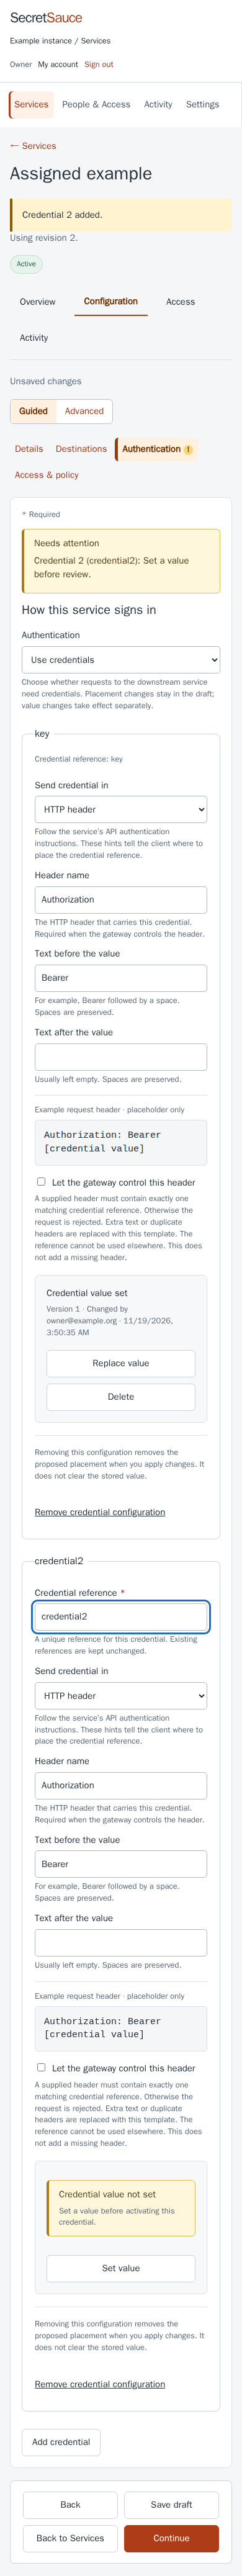 SecretSauce
Example instance / Services
Owner My account Sign out
Services People & Access Activity Settings
← Services
Assigned example
Credential 2 added.
Using revision 2.
Active
Overview Configuration Access
Activity
Unsaved changes
Guided Advanced
Details Destinations Authentication !
Access & policy
* Required
Needs attention
Credential 2 (credential2): Set a value
before review.
How this service signs in
Authentication
Use credentials
Choose whether requests to the downstream service
need credentials. Placement changes stay in the draft;
value changes take effect separately.
key
Credential reference: key
Send credential in
HTTP header
Follow the service's API authentication
instructions. These hints tell the client where to
place the credential reference.
Header name
Authorization
The HTTP header that carries this credential.
Required when the gateway controls the header.
Text before the value
Bearer
For example, Bearer followed by a space.
Spaces are preserved.
Text after the value
Usually left empty. Spaces are preserved.
Example request header · placeholder only
Authorization: Bearer
[credential value]
Let the gateway control this header
A supplied header must contain exactly one
matching credential reference. Otherwise the
request is rejected. Extra text or duplicate
headers are replaced with this template. The
reference cannot be used elsewhere. This does
not add a missing header.
Credential value set
Version 1 · Changed by
owner@example.org · 11/19/2026,
3:50:35 AM
Replace value
Delete
Removing this configuration removes the
proposed placement when you apply changes. It
does not clear the stored value.
Remove credential configuration
credential2
Credential reference *
credential2
A unique reference for this credential. Existing
references are kept unchanged.
Send credential in
HTTP header
Follow the service's API authentication
instructions. These hints tell the client where to
place the credential reference.
Header name
Authorization
The HTTP header that carries this credential.
Required when the gateway controls the header.
Text before the value
Bearer
For example, Bearer followed by a space.
Spaces are preserved.
Text after the value
Usually left empty. Spaces are preserved.
Example request header · placeholder only
Authorization: Bearer
[credential value]
Let the gateway control this header
A supplied header must contain exactly one
matching credential reference. Otherwise the
request is rejected. Extra text or duplicate
headers are replaced with this template. The
reference cannot be used elsewhere. This does
not add a missing header.
Credential value not set
Set a value before activating this
credential.
Set value
Removing this configuration removes the
proposed placement when you apply changes. It
does not clear the stored value.
Remove credential configuration
Add credential
Back Save draft
Back to Services Continue